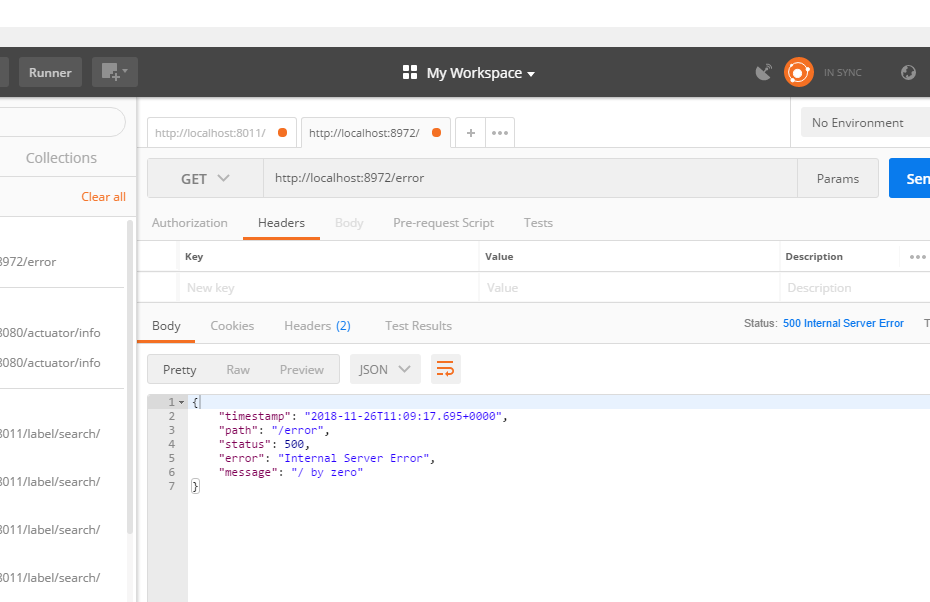 Runner
My Workspace
IN SYNC
http://localhost:8011/
http://localhost:8972/
+
•••
No Environment
Collections
Clear all
GET
http://localhost:8972/error
Params
Authorization
Headers
Body
Pre-request Script
Tests
Key
Value
Description
•••
New key
Value
Description
8972/error
8080/actuator/info
8080/actuator/info
8011/label/search/
8011/label/search/
8011/label/search/
8011/label/search/
Body
Cookies
Headers (2)
Test Results
Status: 500 Internal Server Error
Pretty
Raw
Preview
JSON
1 {
2 "timestamp": "2018-11-26T11:09:17.695+0000",
3 "path": "/error",
4 "status": 500,
5 "error": "Internal Server Error",
6 "message": "/ by zero"
7 }